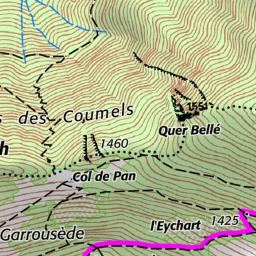 1551
s des Coumels
Quer Bellé
1460
h
Col de Pan
l'Eychart
1425
Garrousède